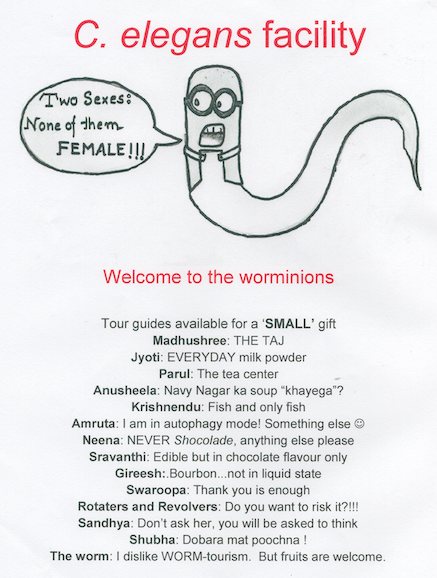 C. elegans facility
Two Sexes:
None of them
FEMALE!!!
Welcome to the worminions
Tour guides available for a ‘SMALL’ gift
Madhushree: THE TAJ
Jyoti: EVERYDAY milk powder
Parul: The tea center
Anusheela: Navy Nagar ka soup “khayega”?
Krishnendu: Fish and only fish
Amruta: I am in autophagy mode! Something else ☺
Neena: NEVER Shocolade, anything else please
Sravanthi: Edible but in chocolate flavour only
Gireesh:.Bourbon...not in liquid state
Swaroopa: Thank you is enough
Rotaters and Revolvers: Do you want to risk it?!!!
Sandhya: Don’t ask her, you will be asked to think
Shubha: Dobara mat poochna !
The worm: I dislike WORM-tourism.  But fruits are welcome.